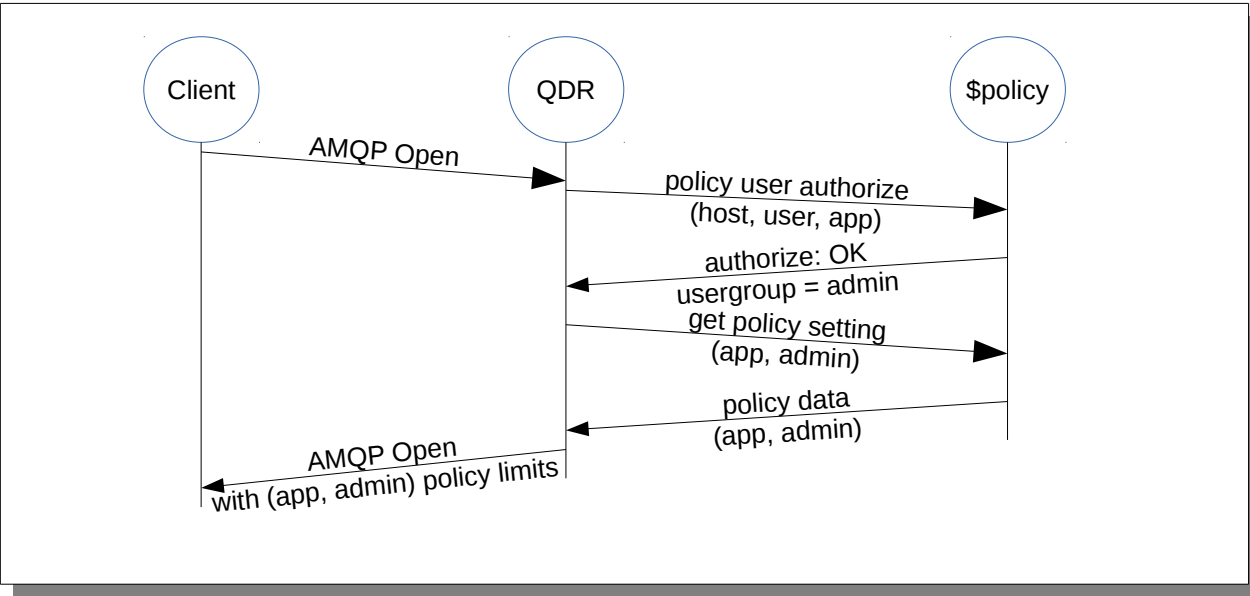 Client
QDR
$policy
AMQP Open
policy user authorize
(host, user, app)
authorize: OK
usergroup = admin
get policy setting
(app, admin)
policy data
(app, admin)
AMQP Open
with (app, admin) policy limits